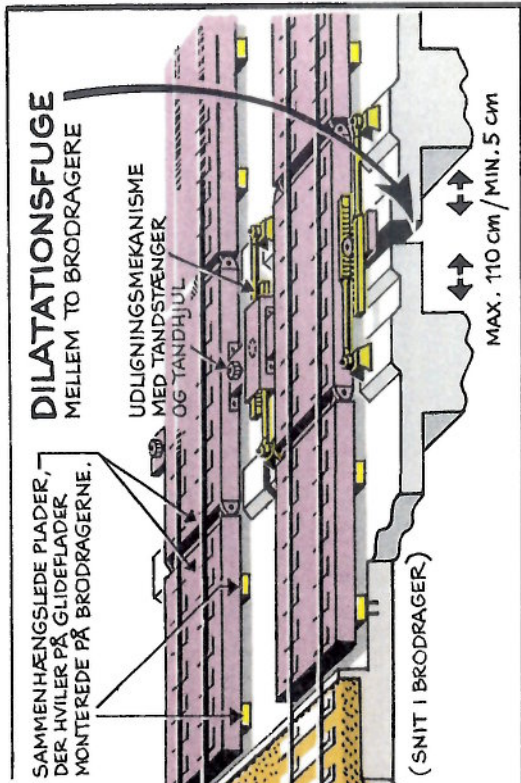 DILATATIONSFUGE
MELLEM TO BRODRAGERE
SAMMENHÆNGSLEDE PLADER,
DER HVILER PÅ GLIDEFLADER
MONTEREDE PÅ BRODRAGERNE.
UDLIGNINGSMEKANISME
MED TANDSTÆNGER
OG TANDHJUL
MAX. 110 cm/MIN. 5 cm
(SNIT I BRODRAGER)